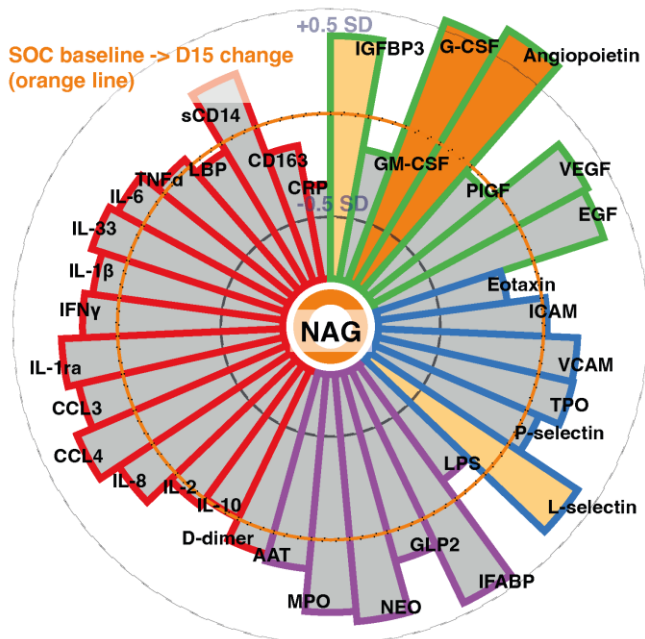 +0.5 SD
SOC baseline -> D15 change
(orange line)
IGFBP3
G-CSF
Angiopoietin
sCD14
CD163
GM-CSF
VEGF
LBP
TNFα
CRP
PIGF
IL-6
-0.5 SD
EGF
IL-33
IL-1β
Eotaxin
IFNγ
ICAM
NAG
IL-1ra
VCAM
CCL3
TPO
P-selectin
CCL4
LPS
IL-8
IL-2
L-selectin
IL-10
D-dimer
GLP2
AAT
IFABP
MPO
NEO